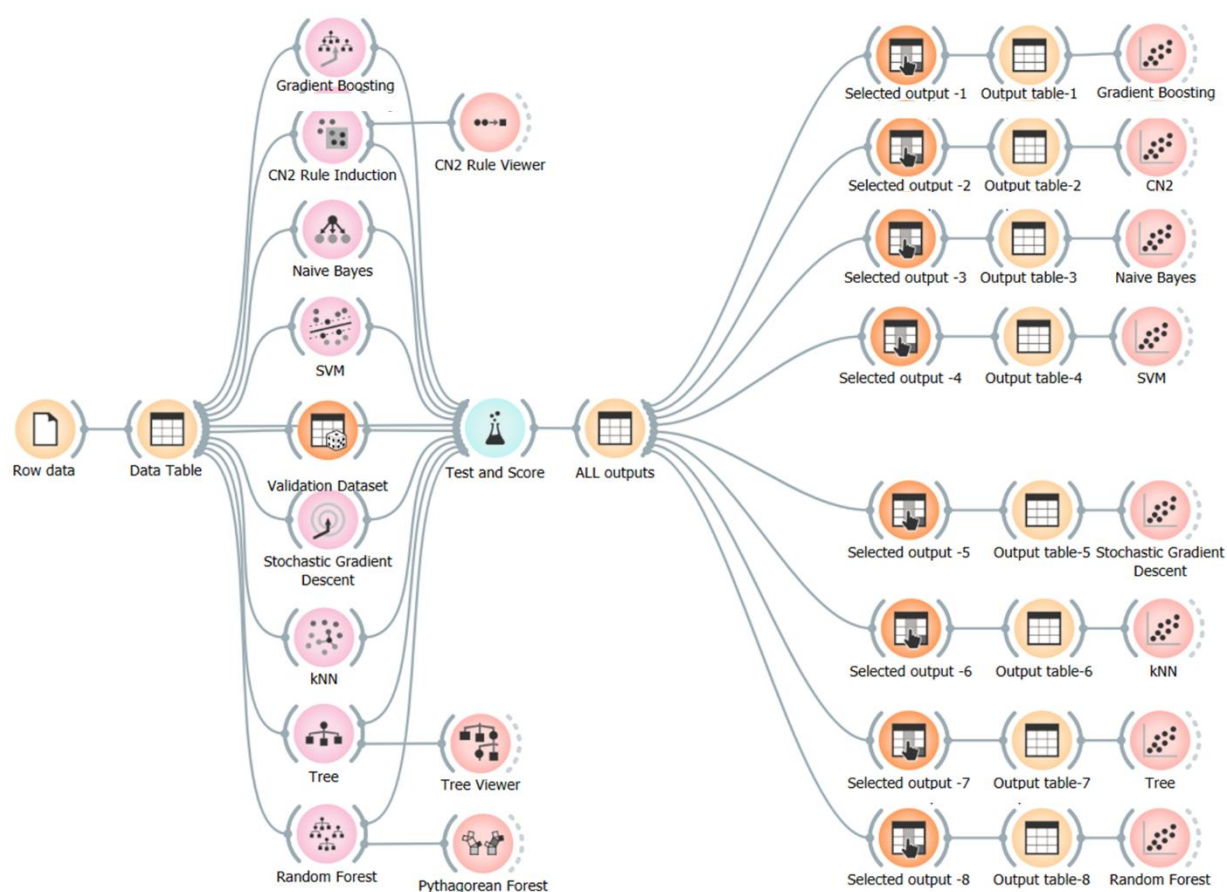 Gradient Boosting
CN2 Rule Induction
CN2 Rule Viewer
Naive Bayes
SVM
Row data
Data Table
Validation Dataset
Test and Score
ALL outputs
Stochastic Gradient
Descent
kNN
Tree
Tree Viewer
Random Forest
Pythagorean Forest
Selected output -1
Output table-1
Gradient Boosting
Selected output -2
Output table-2
CN2
Selected output -3
Output table-3
Naive Bayes
Selected output -4
Output table-4
SVM
Selected output -5
Output table-5
Stochastic Gradient
Descent
Selected output -6
Output table-6
kNN
Selected output -7
Output table-7
Tree
Selected output -8
Output table-8
Random Forest